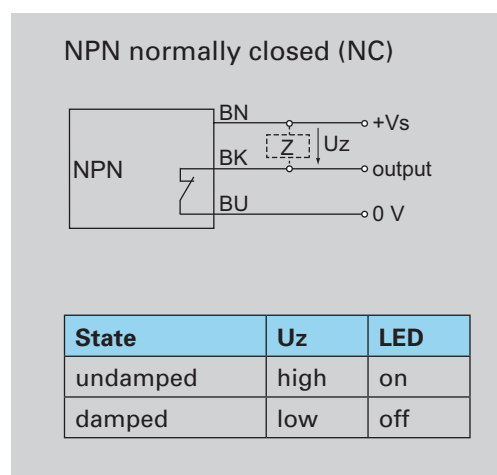 NPN normally closed (NC)
BN
+Vs
Z
Uz
NPN
BK
output
BU
0 V
State Uz LED
undamped high on
damped low off